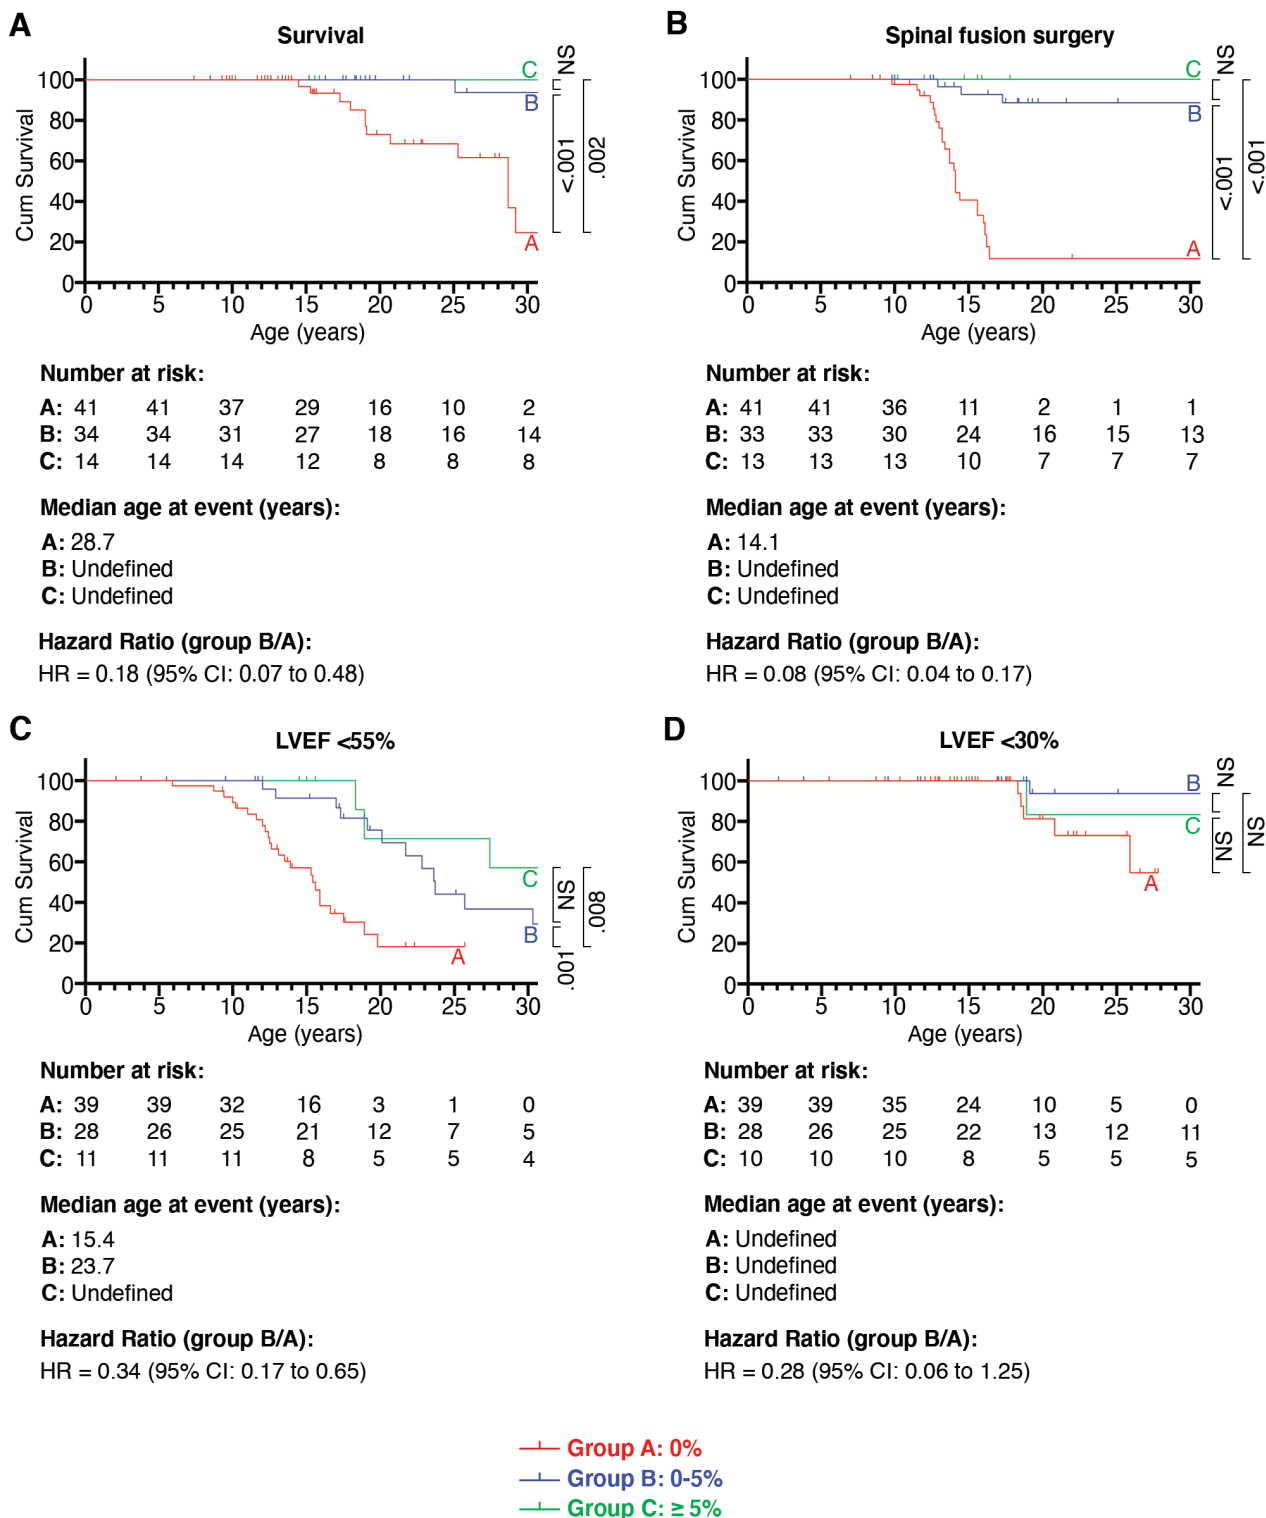 A
Survival
Cum Survival
100
80
60
40
20
0
0 5 10 15 20 25 30
Age (years)
C
B
A
NS
<.001
.002
Number at risk:
A: 41 41 37 29 16 10 2
B: 34 34 31 27 18 16 14
C: 14 14 14 12 8 8 8
Median age at event (years):
A: 28.7
B: Undefined
C: Undefined
Hazard Ratio (group B/A):
HR = 0.18 (95% CI: 0.07 to 0.48)
B
Spinal fusion surgery
Cum Survival
100
80
60
40
20
0
0 5 10 15 20 25 30
Age (years)
C
B
A
NS
<.001
<.001
Number at risk:
A: 41 41 36 11 2 1 1
B: 33 33 30 24 16 15 13
C: 13 13 13 10 7 7 7
Median age at event (years):
A: 14.1
B: Undefined
C: Undefined
Hazard Ratio (group B/A):
HR = 0.08 (95% CI: 0.04 to 0.17)
C
LVEF <55%
Cum Survival
100
80
60
40
20
0
0 5 10 15 20 25 30
Age (years)
C
B
A
NS
.001
.008
Number at risk:
A: 39 39 32 16 3 1 0
B: 28 26 25 21 12 7 5
C: 11 11 11 8 5 5 4
Median age at event (years):
A: 15.4
B: 23.7
C: Undefined
Hazard Ratio (group B/A):
HR = 0.34 (95% CI: 0.17 to 0.65)
D
LVEF <30%
Cum Survival
100
80
60
40
20
0
0 5 10 15 20 25 30
Age (years)
B
C
A
NS
NS
NS
Number at risk:
A: 39 39 35 24 10 5 0
B: 28 26 25 22 13 12 11
C: 10 10 10 8 5 5 5
Median age at event (years):
A: Undefined
B: Undefined
C: Undefined
Hazard Ratio (group B/A):
HR = 0.28 (95% CI: 0.06 to 1.25)
Group A: 0%
Group B: 0-5%
Group C: ≥ 5%